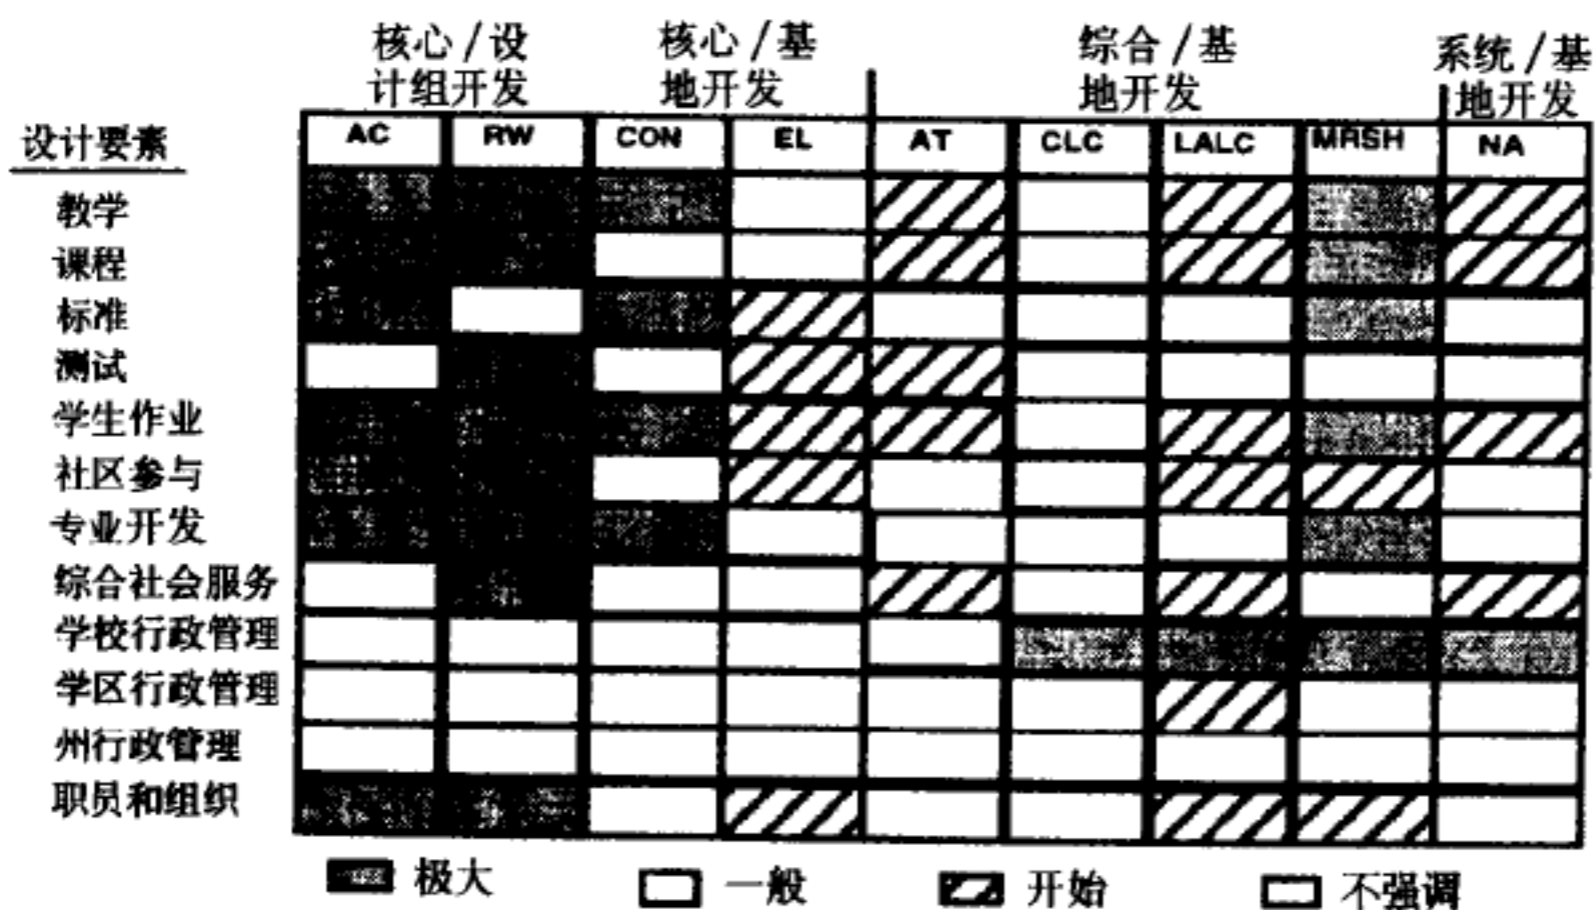 核心/设
计组开发
核心/基
地开发
综合/基
地开发
系统/基
地开发
设计要素
AC RW CON EL AT CLC LALC MRSH NA
教学
课程
标准
测试
学生作业
社区参与
专业开发
综合社会服务
学校行政管理
学区行政管理
州行政管理
职员和组织
极大 一般 开始 不强调